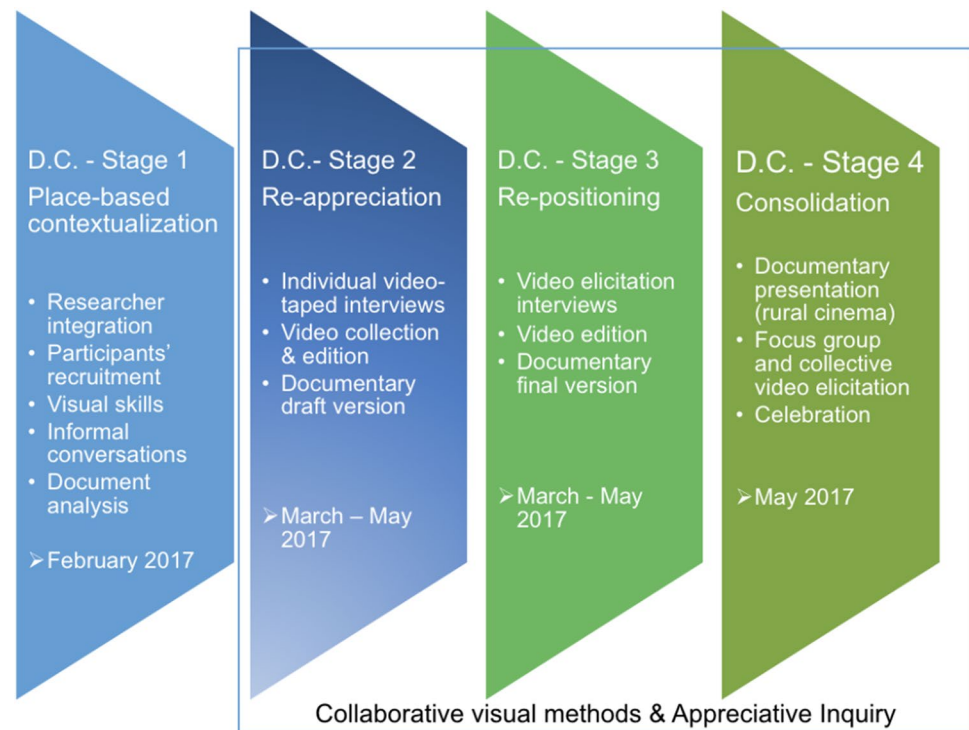 D.C. - Stage 1
Place-based
contextualization
• Researcher
integration
• Participants’
recruitment
• Visual skills
• Informal
conversations
• Document
analysis
➢ February 2017
D.C.- Stage 2
Re-appreciation
• Individual video-
taped interviews
• Video collection
& edition
• Documentary
draft version
➢ March – May
2017
D.C. - Stage 3
Re-positioning
• Video elicitation
interviews
• Video edition
• Documentary
final version
➢ March - May
2017
D.C. - Stage 4
Consolidation
• Documentary
presentation
(rural cinema)
• Focus group
and collective
video elicitation
• Celebration
➢ May 2017
Collaborative visual methods & Appreciative Inquiry